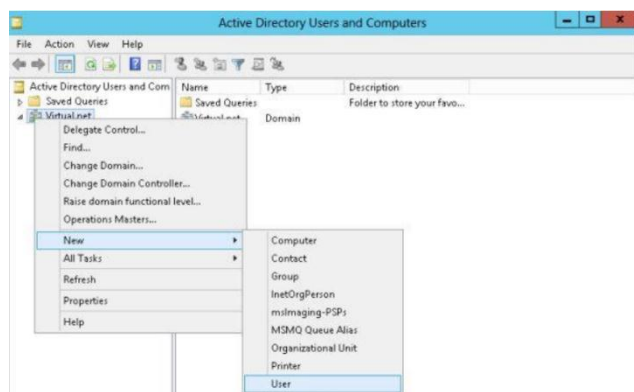 Active Directory Users and Computers
File Action View Help
Active Directory Users and Com
Name Type Description
Saved Queries
Saved Queries Folder to store your favo...
Virtual.net
Virtual.net Domain
Delegate Control...
Find...
Change Domain...
Change Domain Controller...
Raise domain functional level...
Operations Masters...
New
All Tasks
Refresh
Properties
Help
Computer
Contact
Group
InetOrgPerson
msImaging-PSPs
MSMQ Queue Alias
Organizational Unit
Printer
User